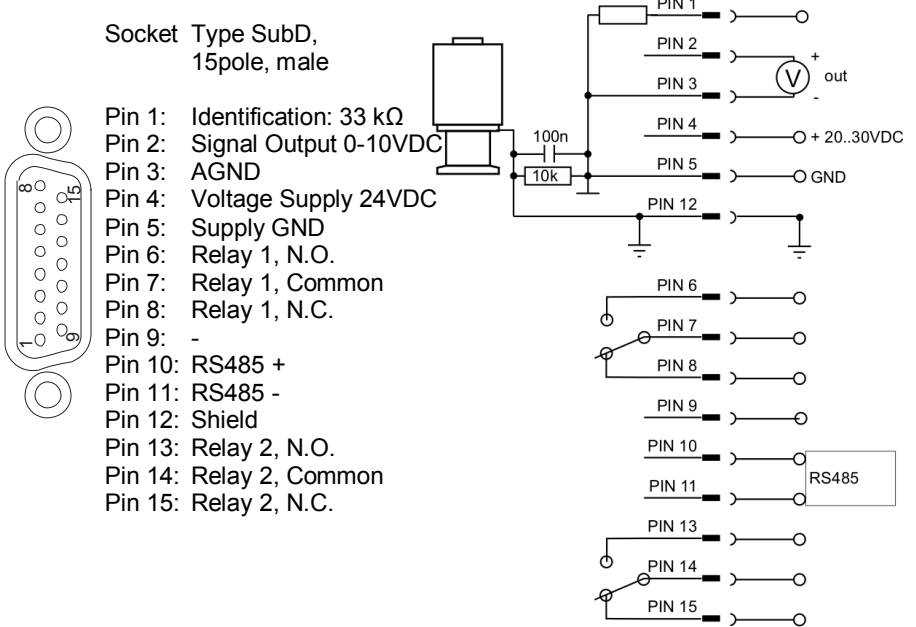 Socket Type SubD,
15pole, male
Pin 1: Identification: 33 kΩ
Pin 2: Signal Output 0-10VDC
Pin 3: AGND
Pin 4: Voltage Supply 24VDC
Pin 5: Supply GND
Pin 6: Relay 1, N.O.
Pin 7: Relay 1, Common
Pin 8: Relay 1, N.C.
Pin 9: -
Pin 10: RS485 +
Pin 11: RS485 -
Pin 12: Shield
Pin 13: Relay 2, N.O.
Pin 14: Relay 2, Common
Pin 15: Relay 2, N.C.
8
15
1
9
100n
10k
PIN 1
PIN 2
+
V out
PIN 3
-
PIN 4
+ 20..30VDC
PIN 5
GND
PIN 12
PIN 6
PIN 7
PIN 8
PIN 9
PIN 10
RS485
PIN 11
PIN 13
PIN 14
PIN 15